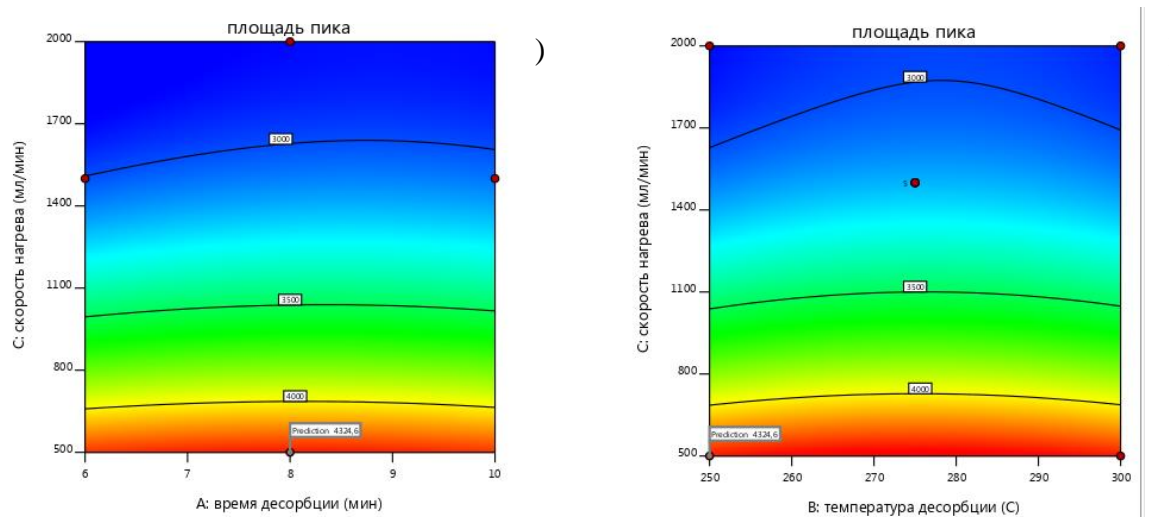 площадь пика
2000
1700
1400
1100
800
500
C: скорость нагрева (мл/мин)
3000
3500
4000
Prediction 4324,6
6 7 8 9 10
A: время десорбции (мин)
)
площадь пика
2000
1700
1400
1100
800
500
C: скорость нагрева (мл/мин)
3000
5
3500
4000
Prediction 4324,6
250 260 270 280 290 300
B: температура десорбции (C)